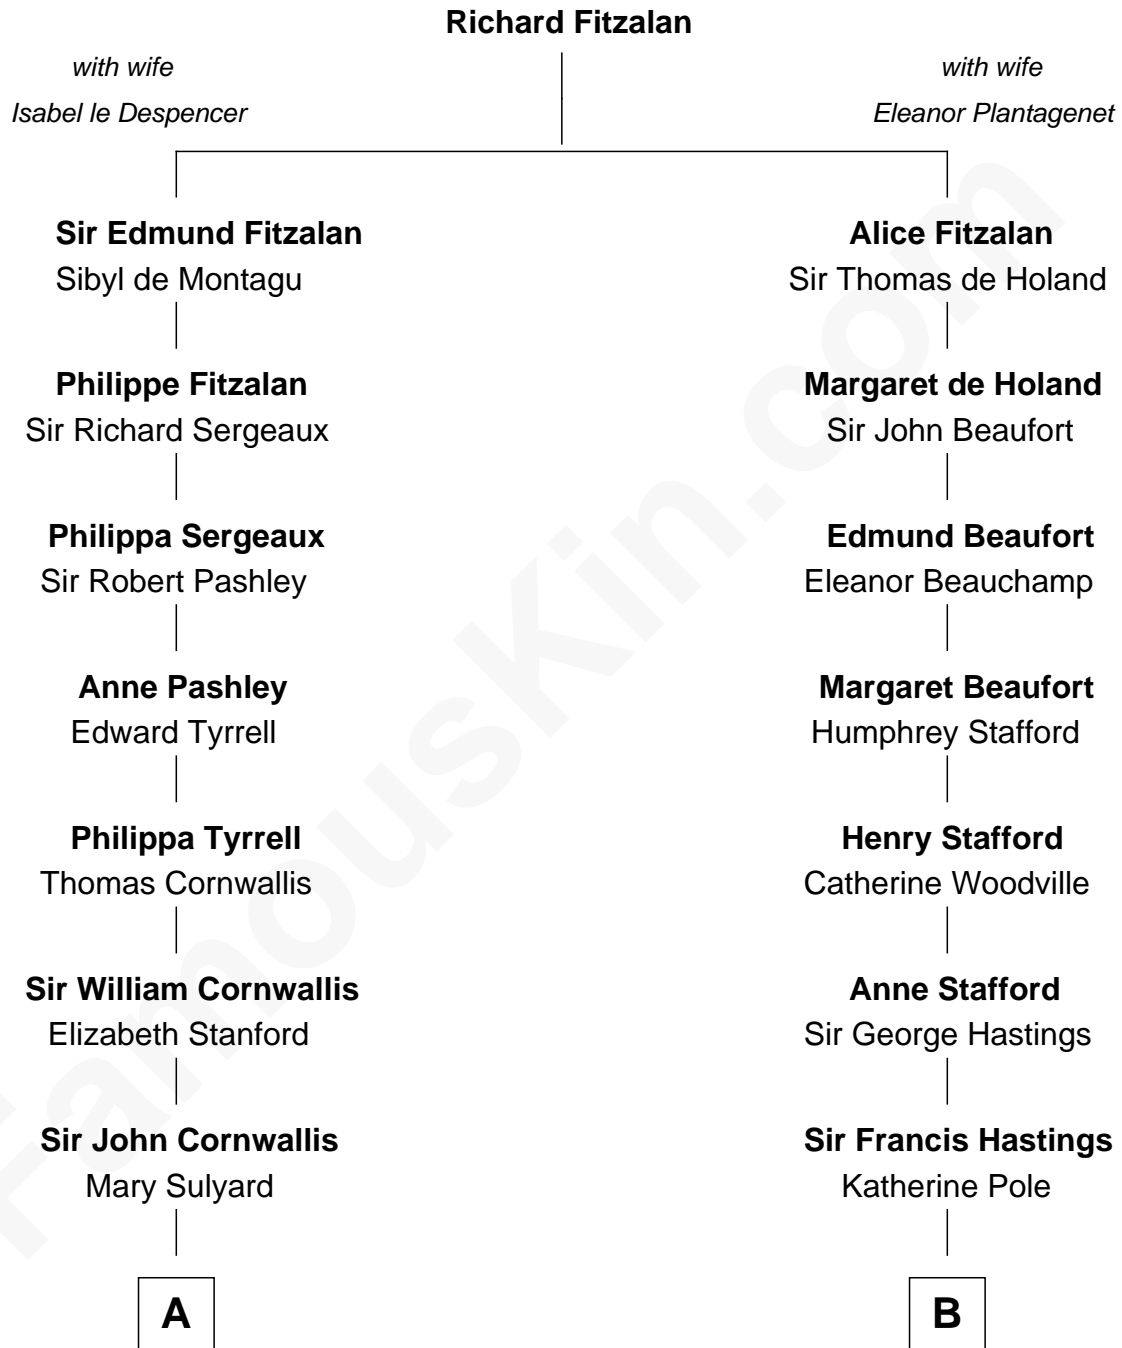 Richard Fitzalan
with wife
Isabel le Despencer
with wife
Eleanor Plantagenet
Sir Edmund Fitzalan
Sibyl de Montagu
Alice Fitzalan
Sir Thomas de Holand
Philippe Fitzalan
Sir Richard Sergeaux
Margaret de Holand
Sir John Beaufort
Philippa Sergeaux
Sir Robert Pashley
Edmund Beaufort
Eleanor Beauchamp
Anne Pashley
Edward Tyrrell
Margaret Beaufort
Humphrey Stafford
Philippa Tyrrell
Thomas Cornwallis
Henry Stafford
Catherine Woodville
Sir William Cornwallis
Elizabeth Stanford
Anne Stafford
Sir George Hastings
Sir John Cornwallis
Mary Sulyard
Sir Francis Hastings
Katherine Pole
A
B
FamousKin.com